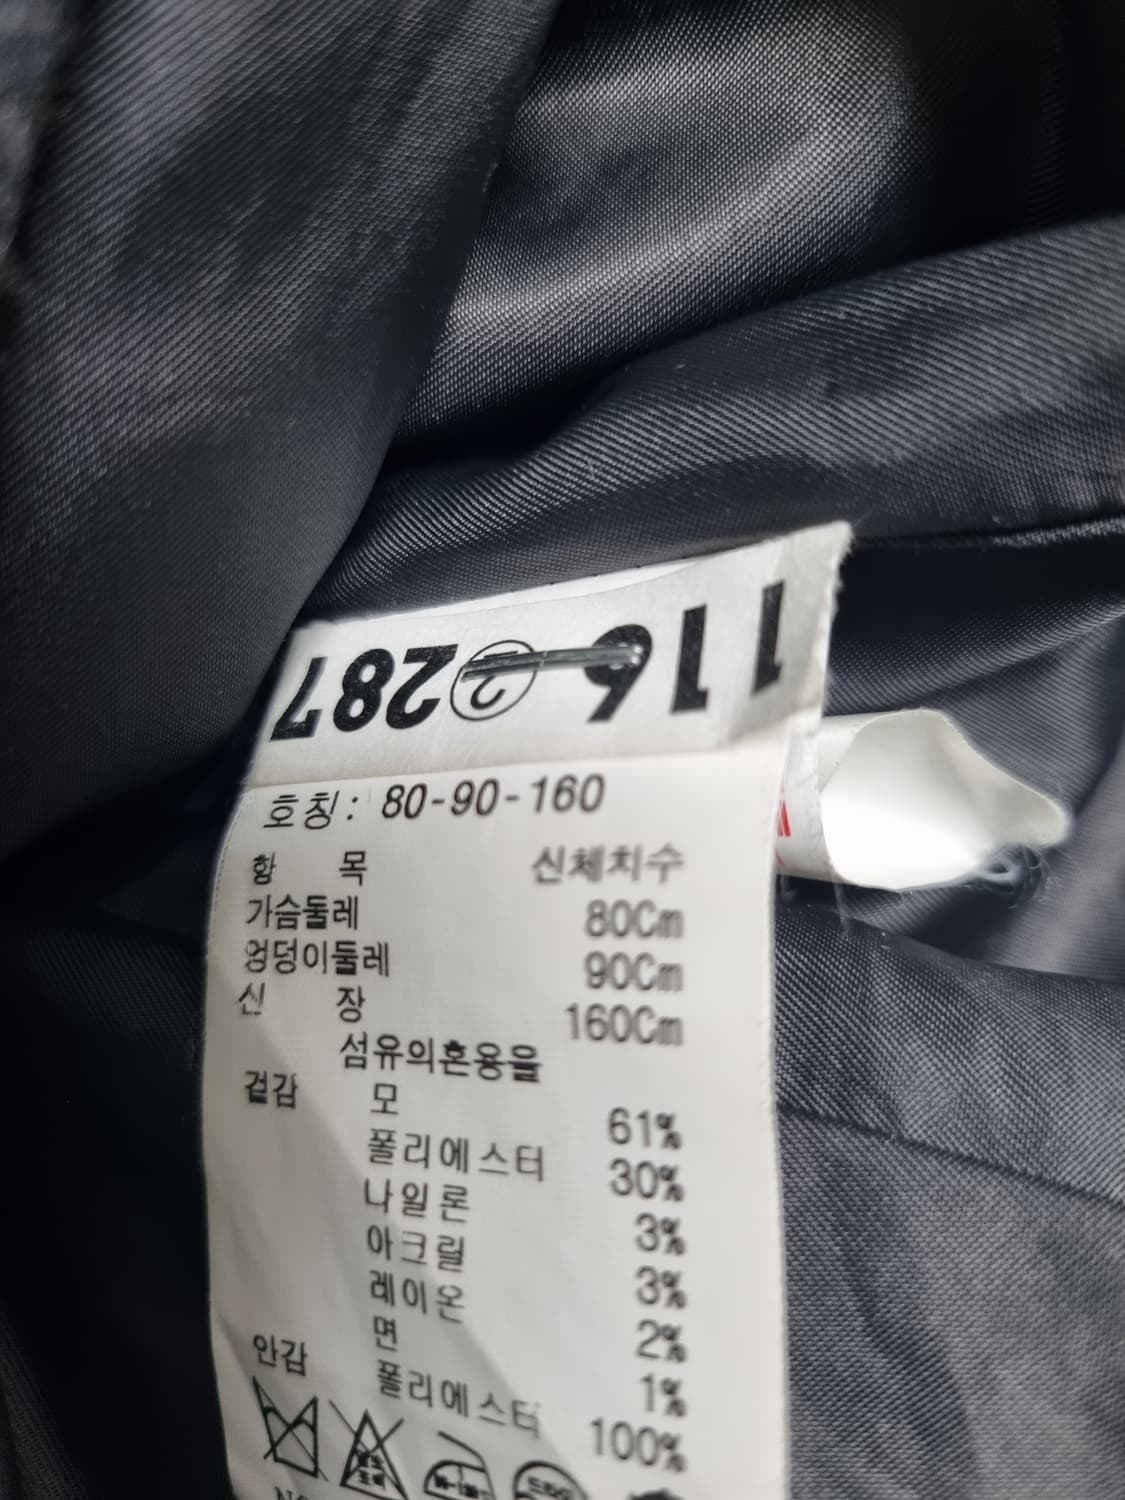 116②287
호칭: 80-90-160
항 목 신체치수
가슴둘레 80Cm
엉덩이둘레 90Cm
신 장 160Cm
섬유의혼용율
겉감 모 61%
폴리에스터 30%
나일론 3%
아크릴 3%
레이온 2%
면 1%
안감 폴리에스터 100%